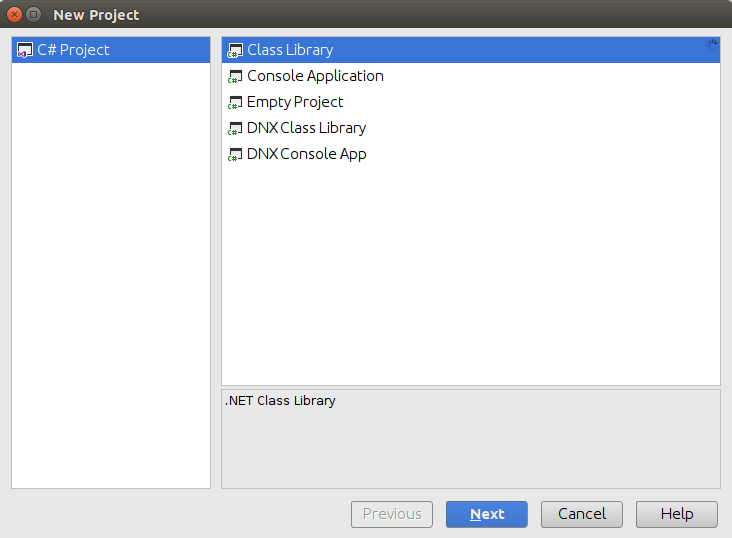 New Project
C# Project
Class Library
Console Application
Empty Project
DNX Class Library
DNX Console App
.NET Class Library
Previous
Next
Cancel
Help